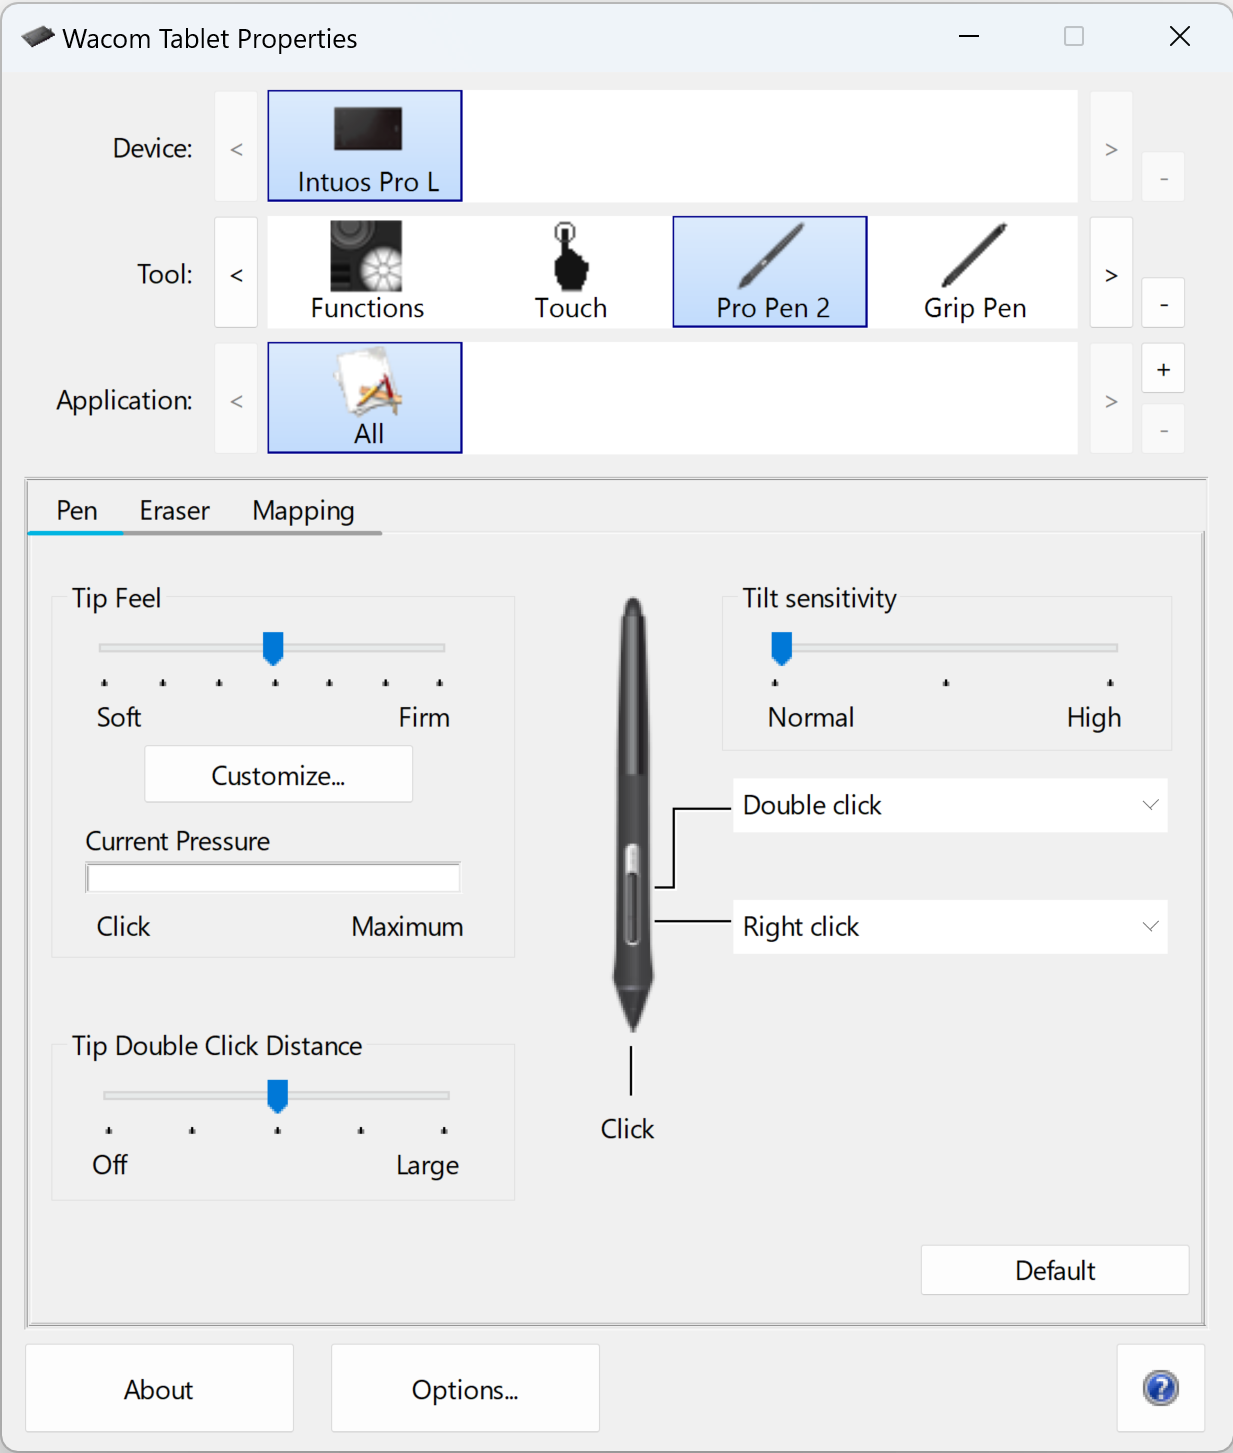 Wacom Tablet Properties
Device:
<
Intuos Pro L
>
-
Tool:
<
Functions
Touch
Pro Pen 2
Grip Pen
>
-
Application:
<
All
>
+
-
Pen
Eraser
Mapping
Tip Feel
Soft
Firm
Customize...
Current Pressure
Click
Maximum
Tilt sensitivity
Normal
High
Double click
Right click
Click
Tip Double Click Distance
Off
Large
Default
About
Options...
?